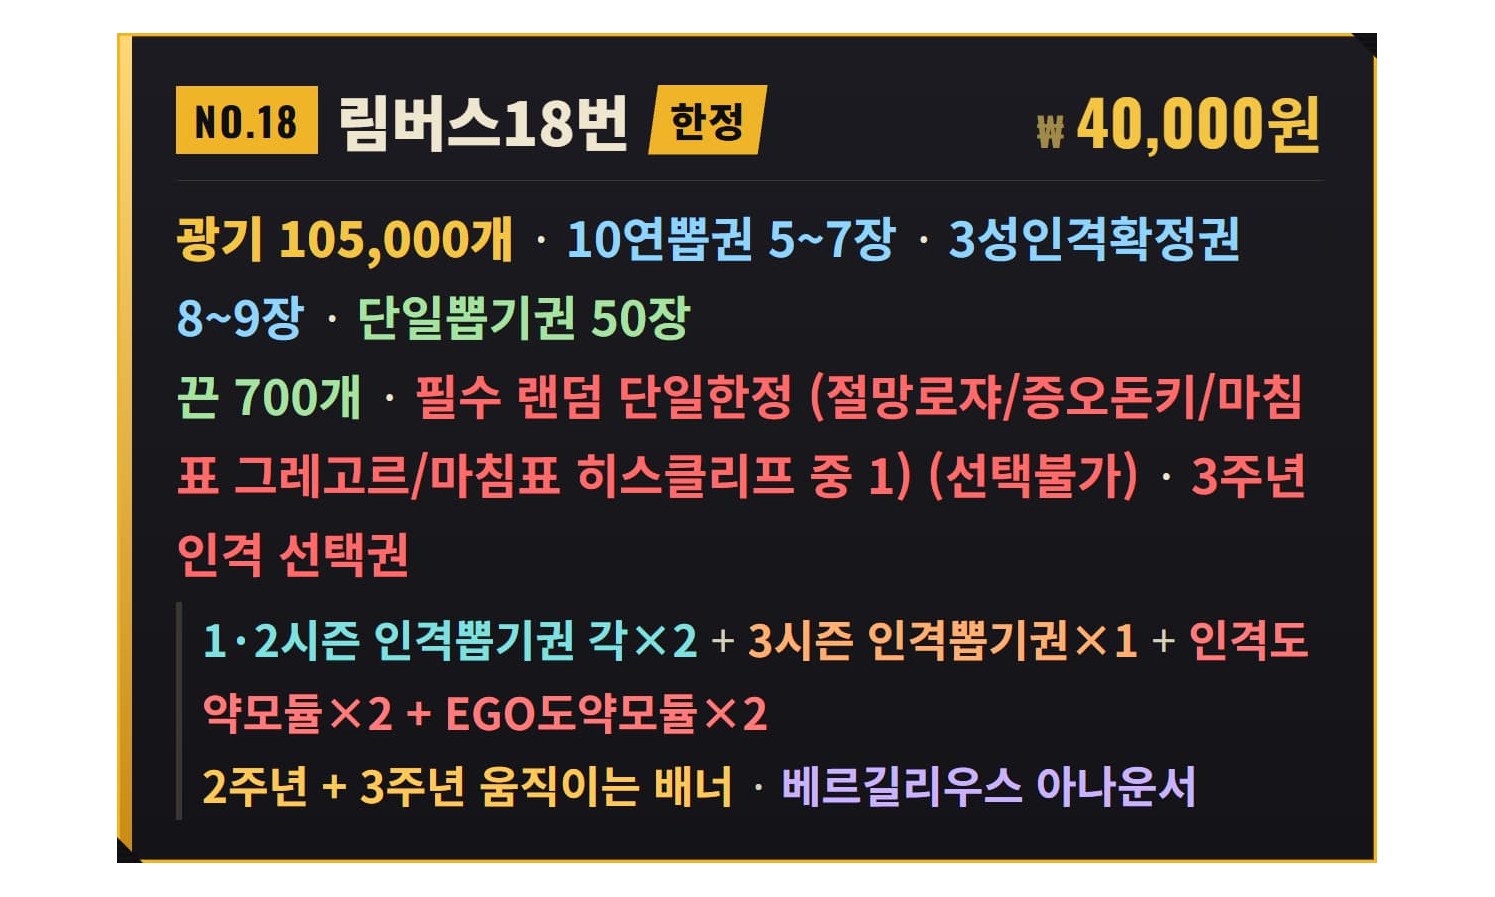 NO.18 림버스18번 한정 ₩ 40,000원
광기 105,000개 · 10연뽑권 5~7장 · 3성인격확정권
8~9장 · 단일뽑기권 50장
끈 700개 · 필수 랜덤 단일한정 (절망로쟈/증오돈키/마침
표 그레고르/마침표 히스클리프 중 1) (선택불가) · 3주년
인격 선택권
1·2시즌 인격뽑기권 각×2 + 3시즌 인격뽑기권×1 + 인격도
약모듈×2 + EGO도약모듈×2
2주년 + 3주년 움직이는 배너 · 베르길리우스 아나운서